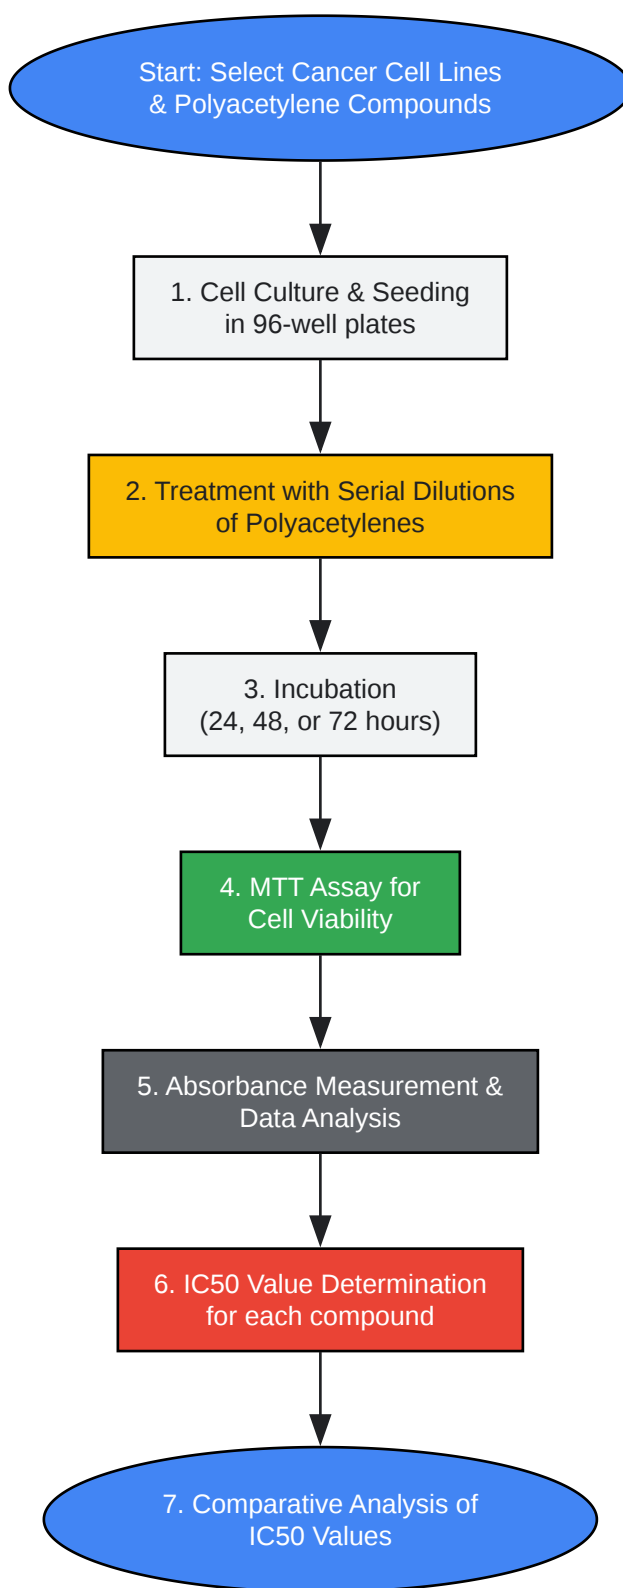 Start: Select Cancer Cell Lines
& Polyacetylene Compounds
1. Cell Culture & Seeding
in 96-well plates
2. Treatment with Serial Dilutions
of Polyacetylenes
3. Incubation
(24, 48, or 72 hours)
4. MTT Assay for
Cell Viability
5. Absorbance Measurement &
Data Analysis
6. IC50 Value Determination
for each compound
7. Comparative Analysis of
IC50 Values